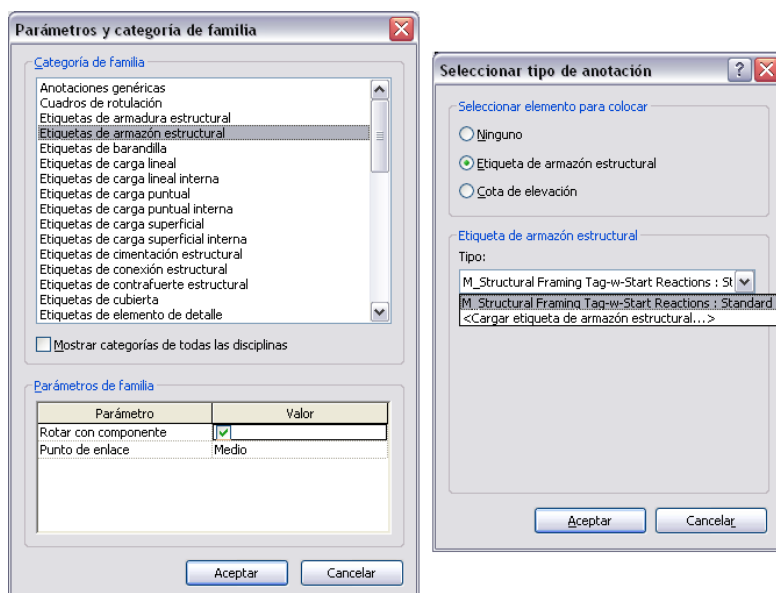 Parámetros y categoría de familia
Categoría de familia
Anotaciones genéricas
Cuadros de rotulación
Etiquetas de armadura estructural
Etiquetas de armazón estructural
Etiquetas de barandilla
Etiquetas de carga lineal
Etiquetas de carga lineal interna
Etiquetas de carga puntual
Etiquetas de carga puntual interna
Etiquetas de carga superficial
Etiquetas de carga superficial interna
Etiquetas de cimentación estructural
Etiquetas de conexión estructural
Etiquetas de contrafuerte estructural
Etiquetas de cubierta
Etiquetas de elemento de detalle
Mostrar categorías de todas las disciplinas
Parámetros de familia
Parámetro Valor
Rotar con componente
Punto de enlace Medio
Aceptar Cancelar
Seleccionar tipo de anotación
Seleccionar elemento para colocar
Ninguno
Etiqueta de armazón estructural
Cota de elevación
Etiqueta de armazón estructural
Tipo:
M_Structural Framing Tag-w-Start Reactions : St
M_Structural Framing Tag-w-Start Reactions : Standard
<Cargar etiqueta de armazón estructural...>
Aceptar Cancelar